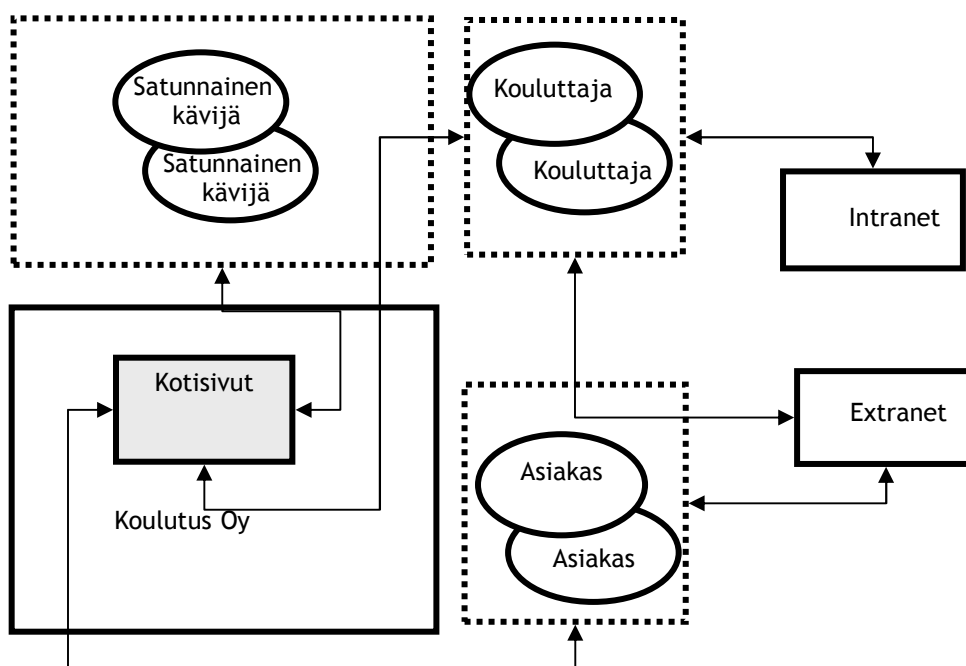 Satunnainen
kävijä
Satunnainen
kävijä
Kouluttaja
Kouluttaja
Intranet
Kotisivut
Koulutus Oy
Extranet
Asiakas
Asiakas